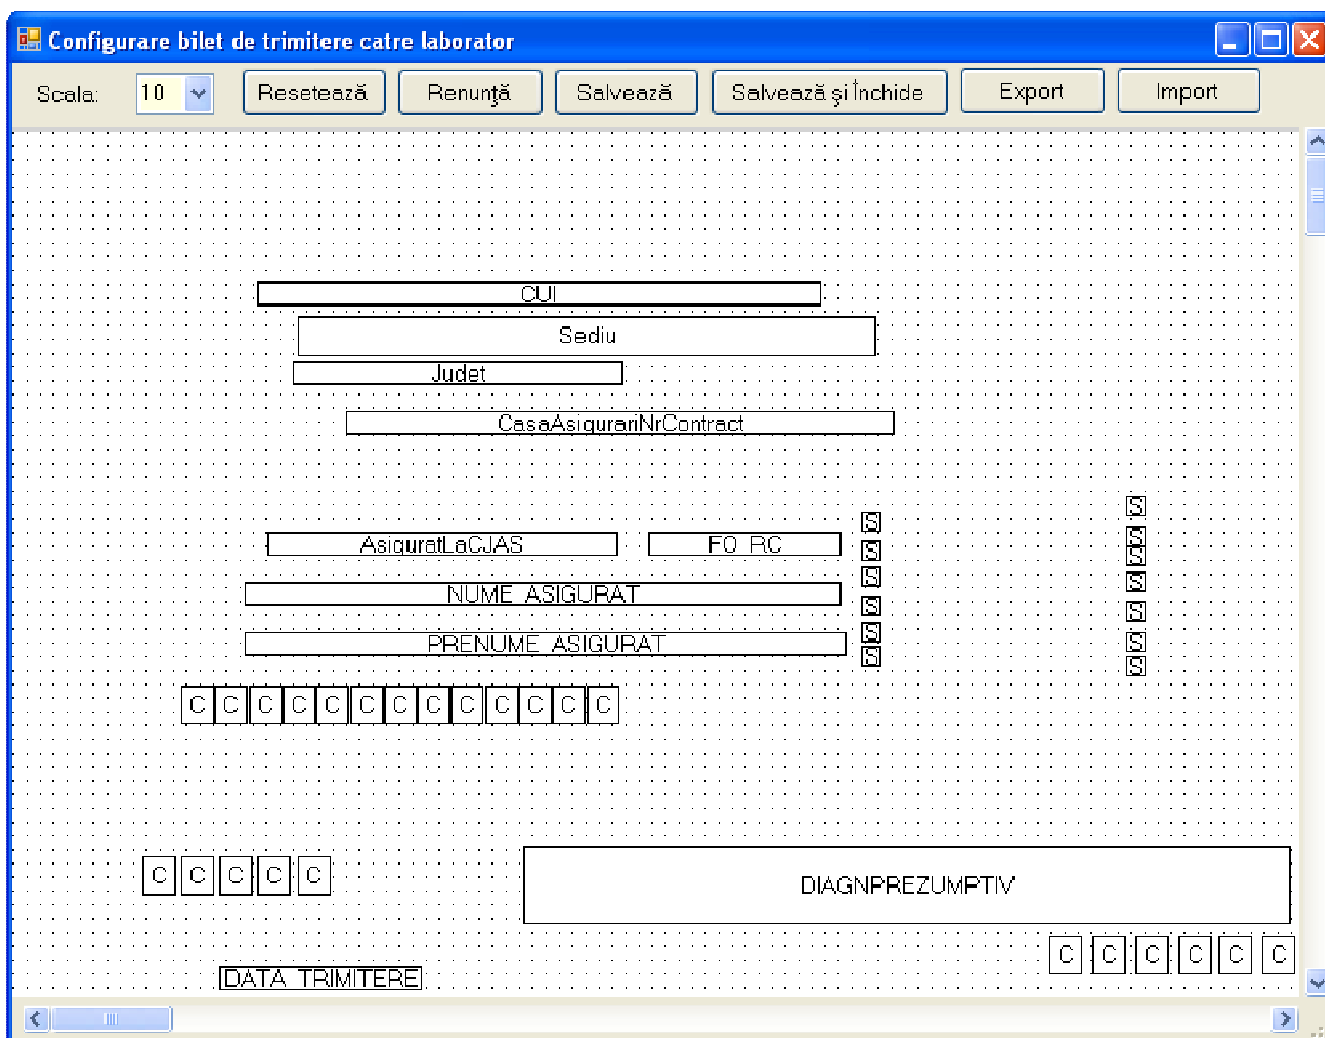 Configurare bilet de trimitere catre laborator
Scala: 10 Resetează Renunţă Salvează Salvează şi Închide Export Import
CUI
Sediu
Judet
CasaAsigurariNrContract
S
S
AsiguratLaCJAS FO_RC S S
S
S S
NUME_ASIGURAT S S
PRENUME_ASIGURAT S S
S S
C C C C C C C C C C C C C
C C C C C DIAGNPREZUMPTIV
C C C C C C
DATA_TRIMITERE